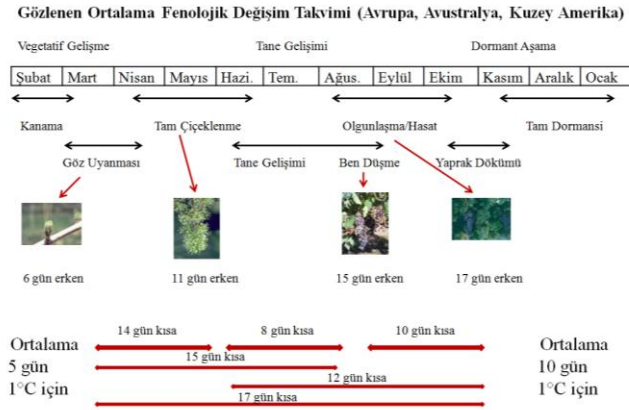 Gözlenen Ortalama Fenolojik Değişim Takvimi (Avrupa, Avustralya, Kuzey Amerika)
Vegetatif Gelişme Tane Gelişimi Dormant Aşama
Şubat Mart Nisan Mayıs Hazi. Tem. Ağus. Eylül Ekim Kasım Aralık Ocak
Kanama Tam Çiçeklenme Olgunlaşma/Hasat Tam Dormansi
Göz Uyanması Tane Gelişimi Ben Düşme Yaprak Dökümü
6 gün erken 11 gün erken 15 gün erken 17 gün erken
14 gün kısa 8 gün kısa 10 gün kısa
Ortalama Ortalama
15 gün kısa
5 gün 10 gün
12 gün kısa
1°C için 1°C için
17 gün kısa